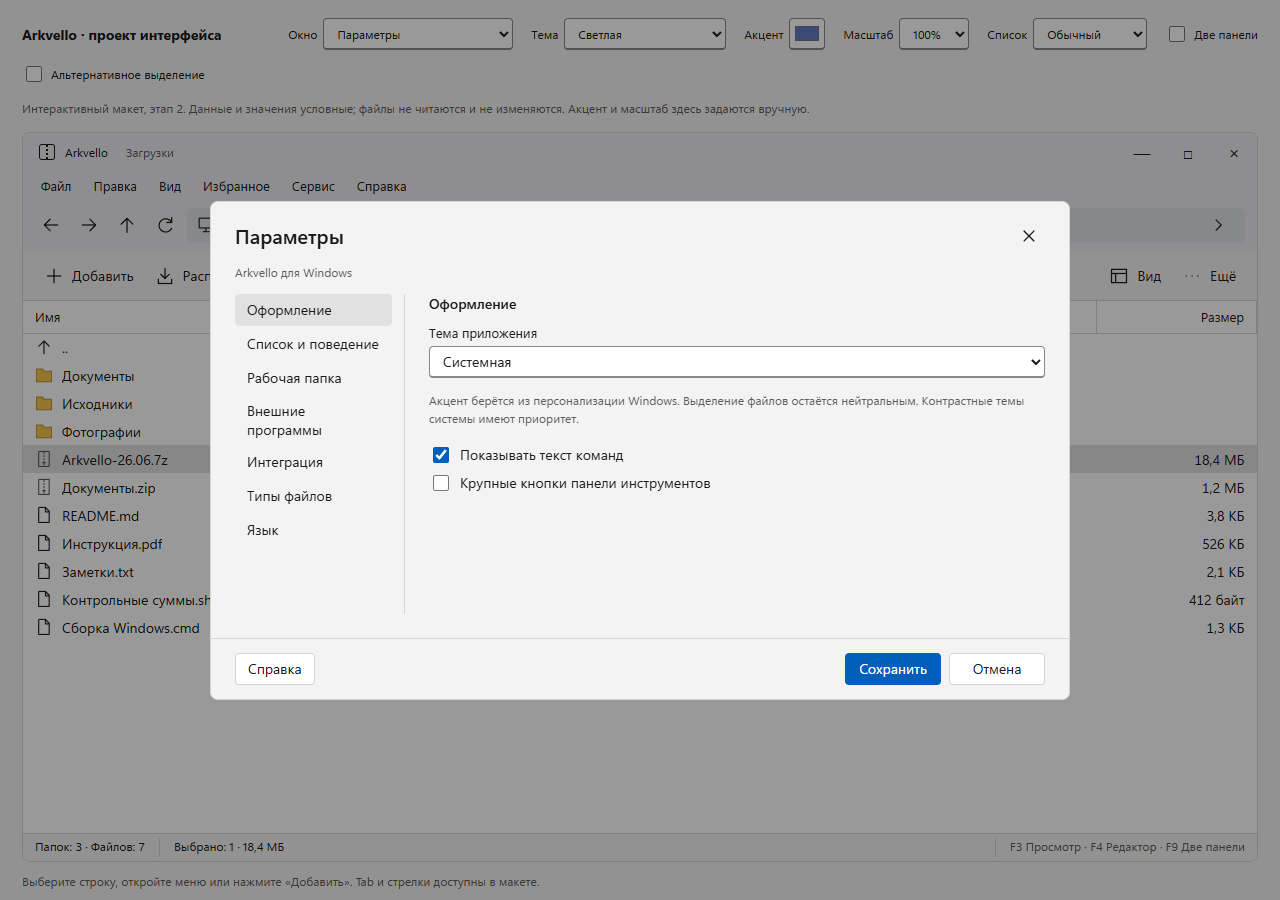 Arkvello · проект интерфейса Окно Параметры Тема Светлая Акцент Масштаб 100% Список Обычный Две панели
Альтернативное выделение
Интерактивный макет, этап 2. Данные и значения условные; файлы не читаются и не изменяются. Акцент и масштаб здесь задаются вручную.
Arkvello Загрузки
Файл Правка Вид Избранное Сервис Справка
Добавить Расп Вид ··· Ещё
Имя Размер
..
Документы
Исходники
Фотографии
Arkvello-26.06.7z 18,4 МБ
Документы.zip 1,2 МБ
README.md 3,8 КБ
Инструкция.pdf 526 КБ
Заметки.txt 2,1 КБ
Контрольные суммы.sh 412 байт
Сборка Windows.cmd 1,3 КБ
Параметры
Arkvello для Windows
Оформление
Список и поведение
Рабочая папка
Внешние
программы
Интеграция
Типы файлов
Язык
Оформление
Тема приложения
Системная
Акцент берётся из персонализации Windows. Выделение файлов остаётся нейтральным. Контрастные темы
системы имеют приоритет.
Показывать текст команд
Крупные кнопки панели инструментов
Справка Сохранить Отмена
Папок: 3 · Файлов: 7 Выбрано: 1 · 18,4 МБ F3 Просмотр · F4 Редактор · F9 Две панели
Выберите строку, откройте меню или нажмите «Добавить». Tab и стрелки доступны в макете.